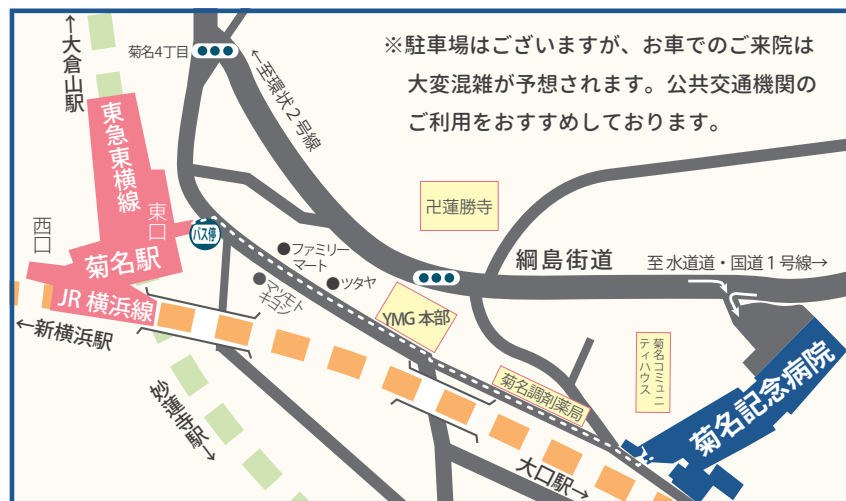 ※駐車場はございますが、お車でのご来院は
大変混雑が予想されます。公共交通機関の
ご利用をおすすめしております。
←大倉山駅
菊名4丁目
←至環状2号線
東急東横線
西口
東口
バス停
菊名駅
JR横浜線
←新横浜駅
妙蓮寺駅→
ファミリー
マート
ツタヤ
マツモト
キヨシ
卍蓮勝寺
綱島街道
至水道道・国道1号線→
YMG本部
菊名調剤薬局
菊名コミュニ
ティハウス
菊名記念病院
大口駅→